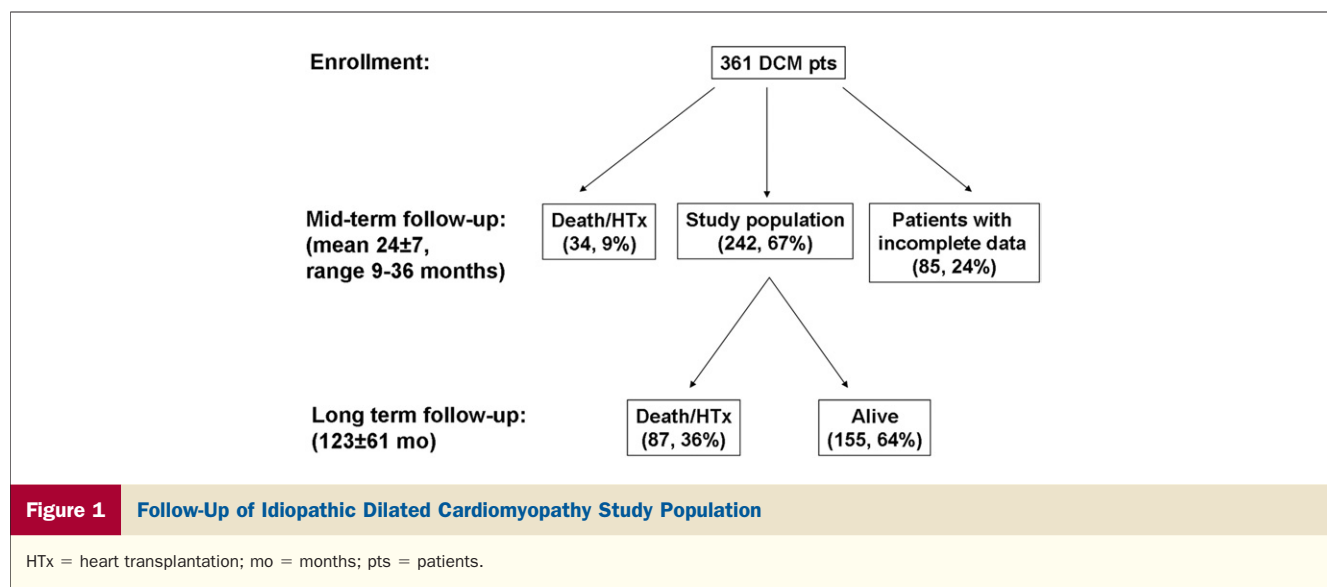 Enrollment:
361 DCM pts
Mid-term follow-up:
(mean 24±7,
range 9-36 months)
Death/HTx
(34, 9%)
Study population
(242, 67%)
Patients with
incomplete data
(85, 24%)
Long term follow-up:
(123±61 mo)
Death/HTx
(87, 36%)
Alive
(155, 64%)
Figure 1 Follow-Up of Idiopathic Dilated Cardiomyopathy Study Population
HTx = heart transplantation; mo = months; pts = patients.